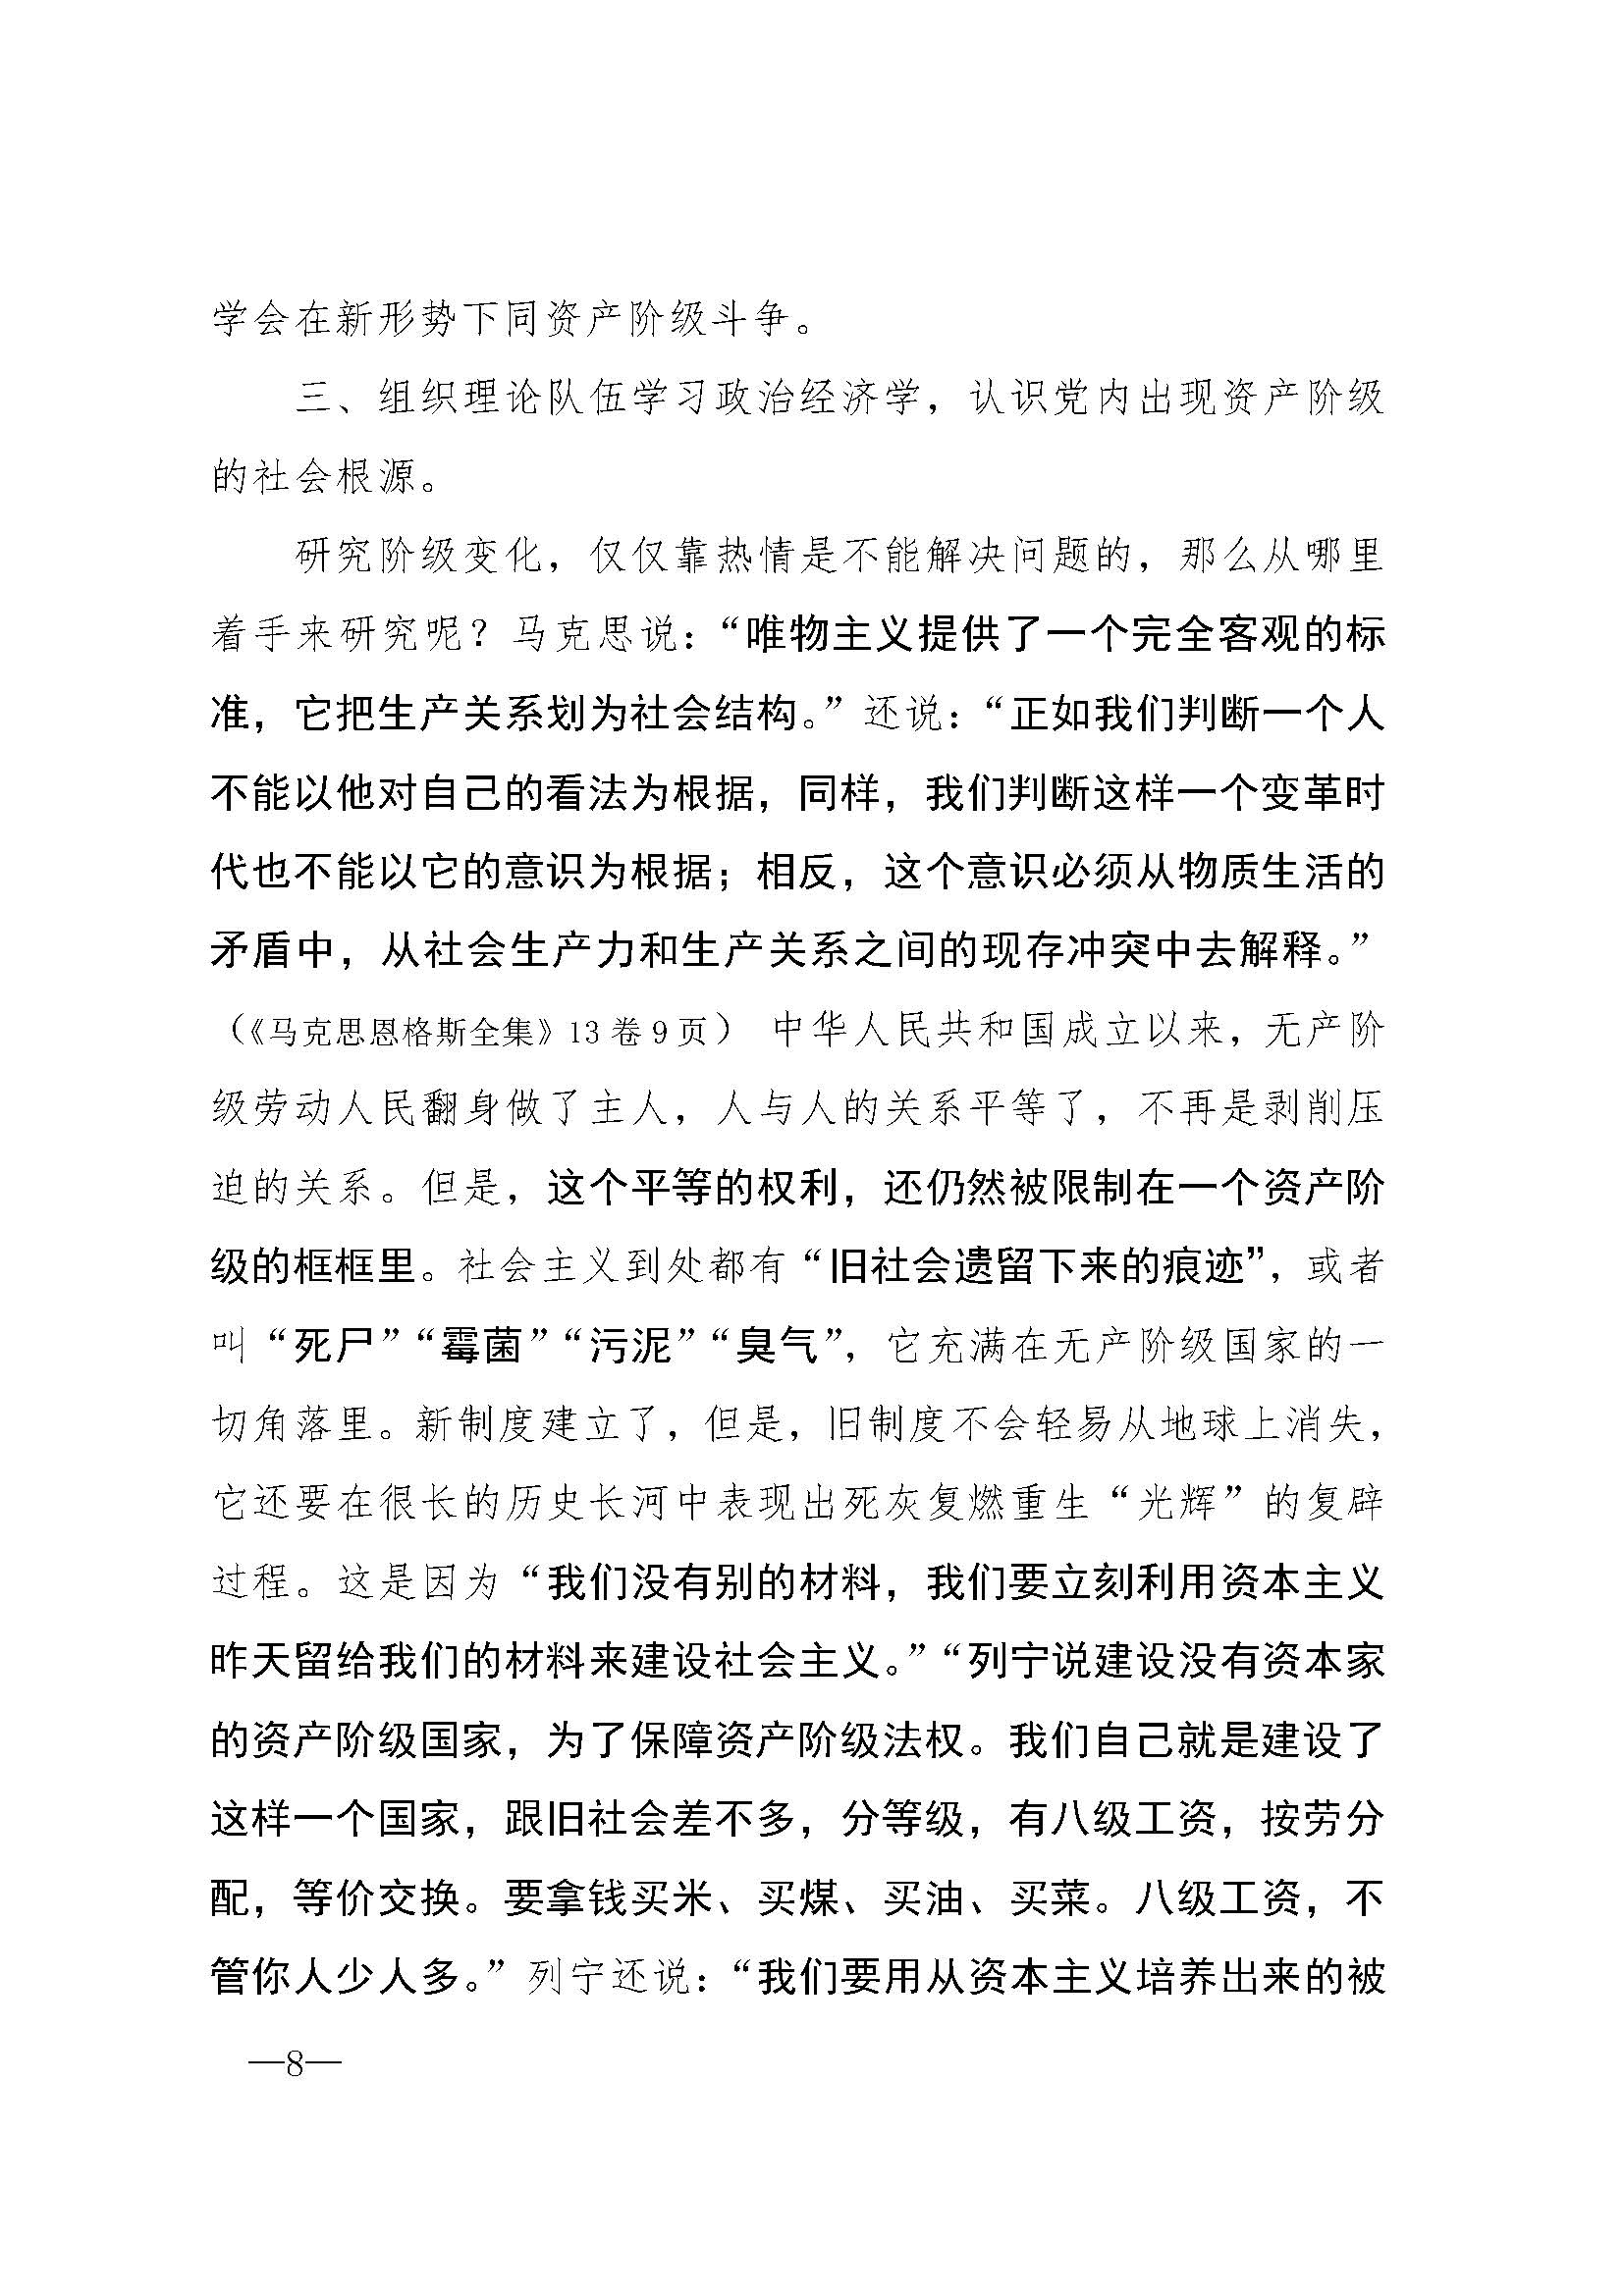 学会在新形势下同资产阶级斗争。
三、组织理论队伍学习政治经济学，认识党内出现资产阶级
的社会根源。
研究阶级变化，仅仅靠热情是不能解决问题的，那么从哪里
着手来研究呢？马克思说：“唯物主义提供了一个完全客观的标
准，它把生产关系划为社会结构。”还说：“正如我们判断一个人
不能以他对自己的看法为根据，同样，我们判断这样一个变革时
代也不能以它的意识为根据；相反，这个意识必须从物质生活的
矛盾中，从社会生产力和生产关系之间的现存冲突中去解释。”
（《马克思恩格斯全集》13 卷 9 页） 中华人民共和国成立以来，无产阶
级劳动人民翻身做了主人，人与人的关系平等了，不再是剥削压
迫的关系。但是，这个平等的权利，还仍然被限制在一个资产阶
级的框框里。社会主义到处都有“旧社会遗留下来的痕迹”，或者
叫“死尸”“霉菌”“污泥”“臭气”，它充满在无产阶级国家的一
切角落里。新制度建立了，但是，旧制度不会轻易从地球上消失，
它还要在很长的历史长河中表现出死灰复燃重生“光辉”的复辟
过程。这是因为“我们没有别的材料，我们要立刻利用资本主义
昨天留给我们的材料来建设社会主义。”“列宁说建设没有资本家
的资产阶级国家，为了保障资产阶级法权。我们自己就是建设了
这样一个国家，跟旧社会差不多，分等级，有八级工资，按劳分
配，等价交换。要拿钱买米、买煤、买油、买菜。八级工资，不
管你人少人多。”列宁还说：“我们要用从资本主义培养出来的被
—8—